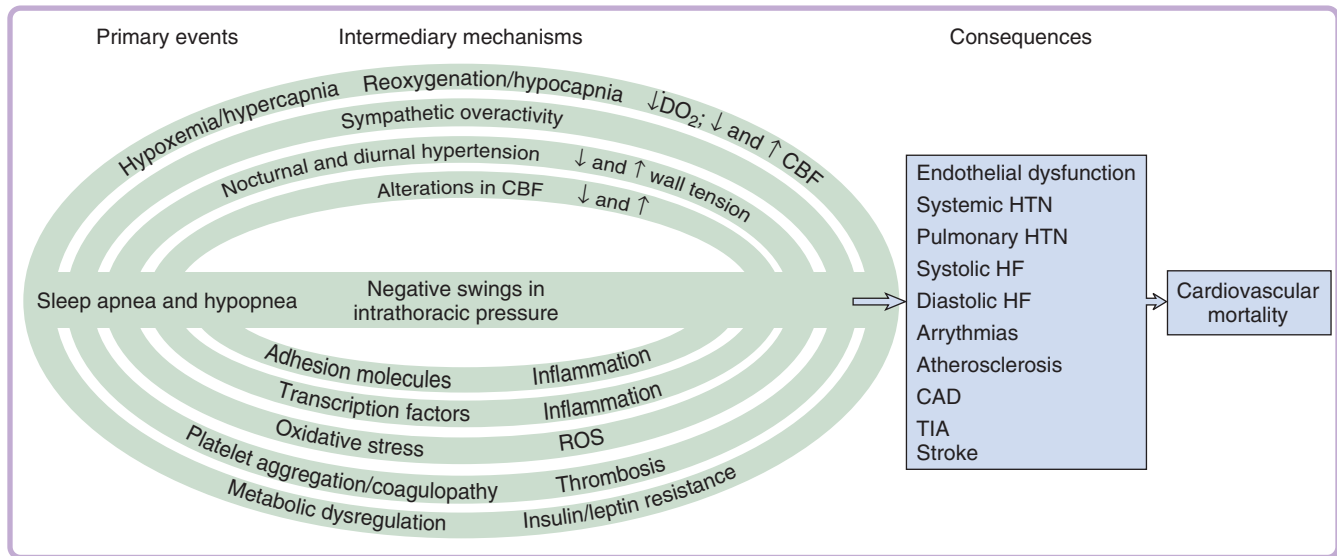 Primary events
Intermediary mechanisms
Consequences
Hypoxemia/hypercapnia Reoxygenation/hypocapnia ↓ḊO₂; ↓ and ↑ CBF
Sympathetic overactivity
Nocturnal and diurnal hypertension ↓ and ↑ wall tension
Alterations in CBF ↓ and ↑
Sleep apnea and hypopnea
Negative swings in
intrathoracic pressure
Adhesion molecules Inflammation
Transcription factors Inflammation
Oxidative stress ROS
Platelet aggregation/coagulopathy Thrombosis
Metabolic dysregulation Insulin/leptin resistance
Endothelial dysfunction
Systemic HTN
Pulmonary HTN
Systolic HF
Diastolic HF
Arrythmias
Atherosclerosis
CAD
TIA
Stroke
Cardiovascular
mortality